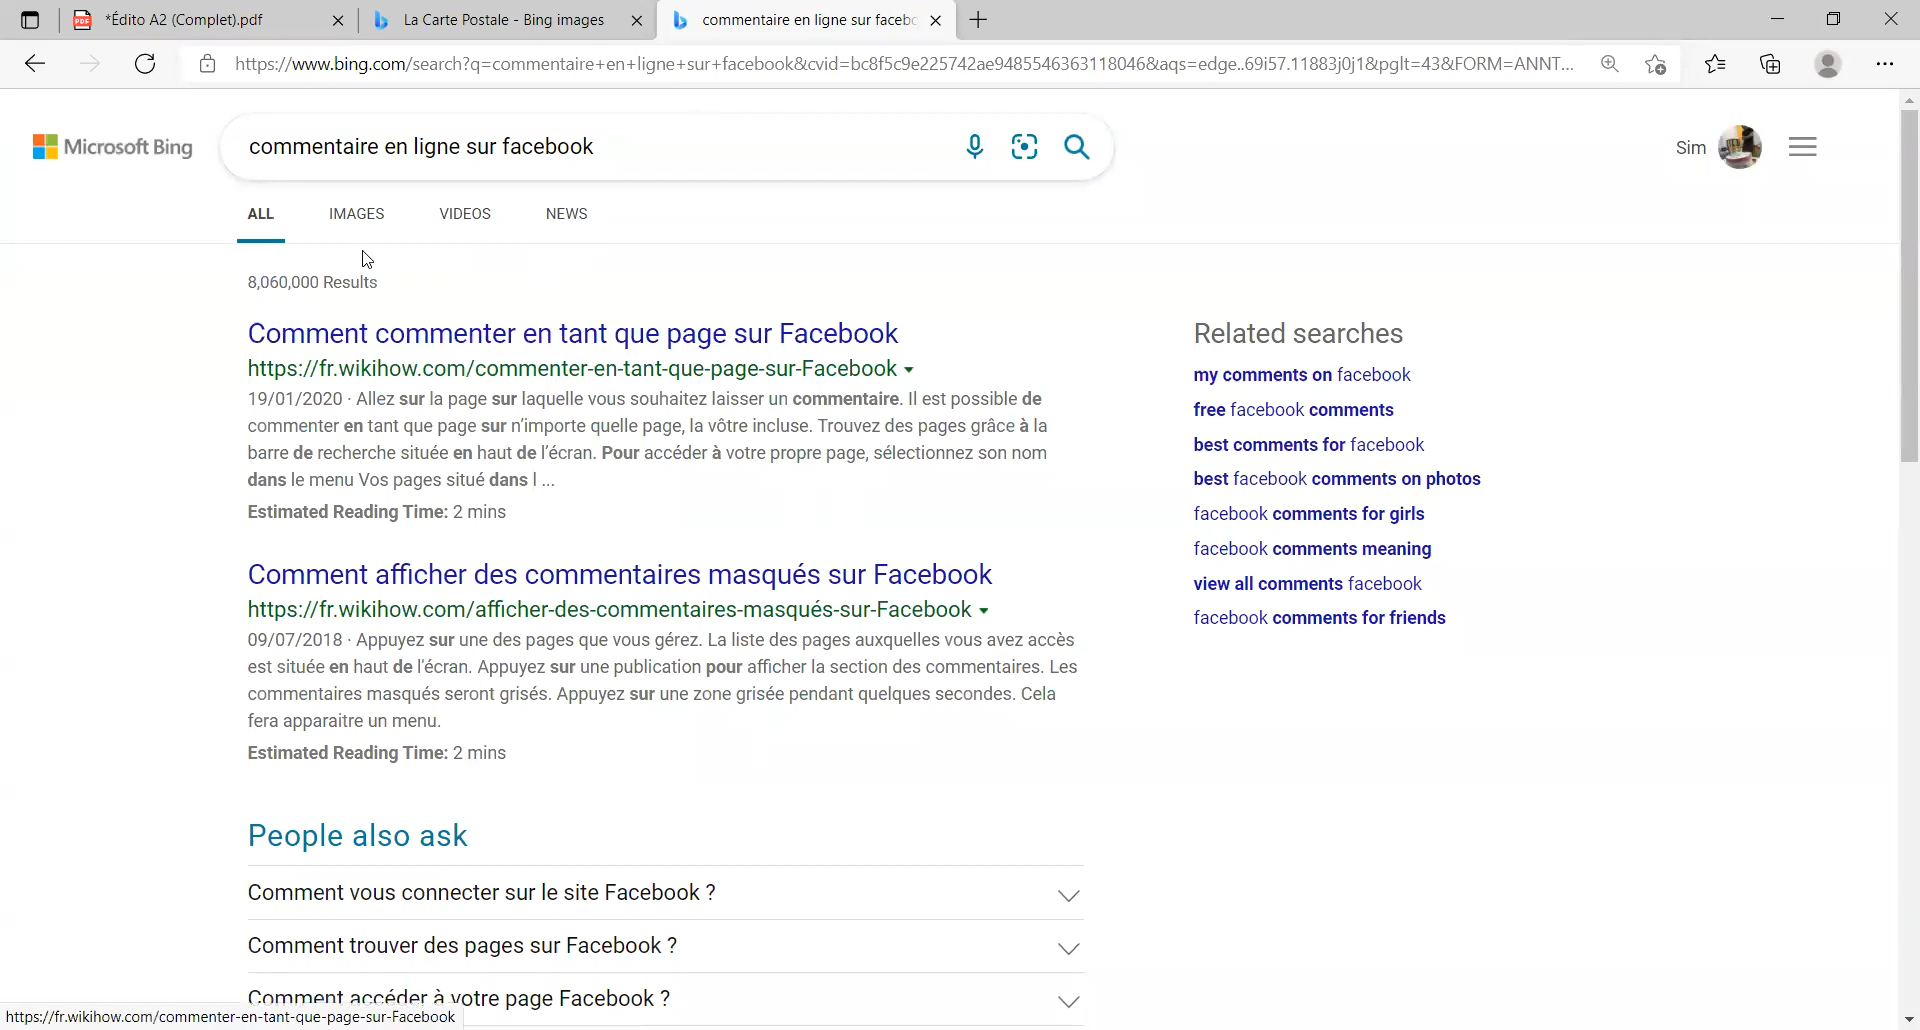 *Édito A2 (Complet).pdf
La Carte Postale - Bing images
commentaire en ligne sur faceb
https://www.bing.com/search?q=commentaire+en+ligne+sur+facebook&cvid=bc8f5c9e225742ae9485546363118046&aqs=edge..69i57.11883j0j1&pglt=43&FORM=ANNT...
Microsoft Bing
commentaire en ligne sur facebook
Sim
ALL IMAGES VIDEOS NEWS
8,060,000 Results
Comment commenter en tant que page sur Facebook
https://fr.wikihow.com/commenter-en-tant-que-page-sur-Facebook
19/01/2020 · Allez sur la page sur laquelle vous souhaitez laisser un commentaire. Il est possible de
commenter en tant que page sur n'importe quelle page, la vôtre incluse. Trouvez des pages grâce à la
barre de recherche située en haut de l'écran. Pour accéder à votre propre page, sélectionnez son nom
dans le menu Vos pages situé dans l ...
Estimated Reading Time: 2 mins
Comment afficher des commentaires masqués sur Facebook
https://fr.wikihow.com/afficher-des-commentaires-masqués-sur-Facebook
09/07/2018 · Appuyez sur une des pages que vous gérez. La liste des pages auxquelles vous avez accès
est située en haut de l'écran. Appuyez sur une publication pour afficher la section des commentaires. Les
commentaires masqués seront grisés. Appuyez sur une zone grisée pendant quelques secondes. Cela
fera apparaitre un menu.
Estimated Reading Time: 2 mins
People also ask
Comment vous connecter sur le site Facebook ?
Comment trouver des pages sur Facebook ?
Comment accéder à votre page Facebook ?
Related searches
my comments on facebook
free facebook comments
best comments for facebook
best facebook comments on photos
facebook comments for girls
facebook comments meaning
view all comments facebook
facebook comments for friends
https://fr.wikihow.com/commenter-en-tant-que-page-sur-Facebook